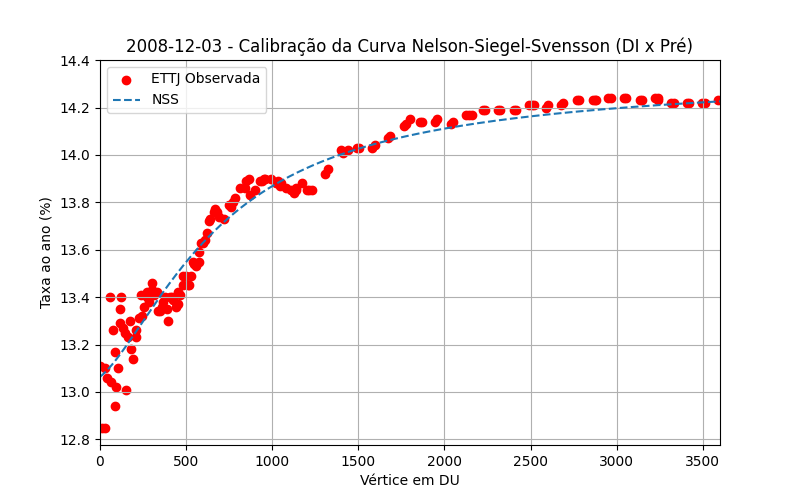 2008-12-03 - Calibração da Curva Nelson-Siegel-Svensson (DI x Pré)
ETTJ Observada
NSS
Taxa ao ano (%)
14.4
14.2
14.0
13.8
13.6
13.4
13.2
13.0
12.8
0 500 1000 1500 2000 2500 3000 3500
Vértice em DU